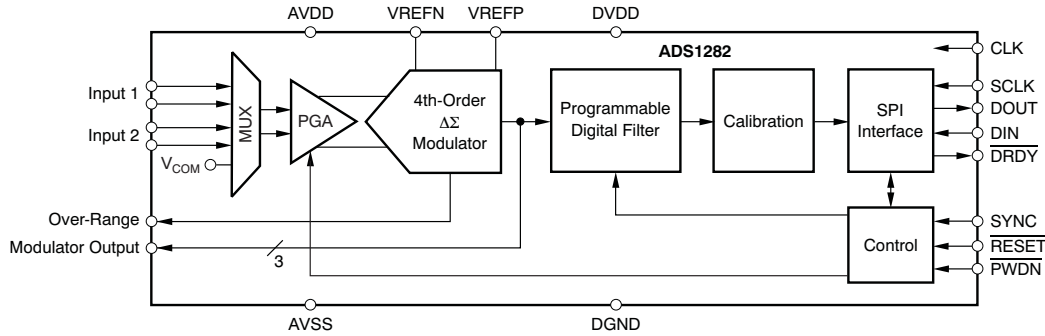 AVDD
VREFN
VREFP
DVDD
ADS1282
CLK
Input 1
Input 2
MUX
PGA
4th-Order
ΔΣ
Modulator
Programmable
Digital Filter
Calibration
SPI
Interface
SCLK
DOUT
DIN
DRDY
VCOM
Over-Range
Modulator Output
3
Control
SYNC
RESET
PWDN
AVSS
DGND